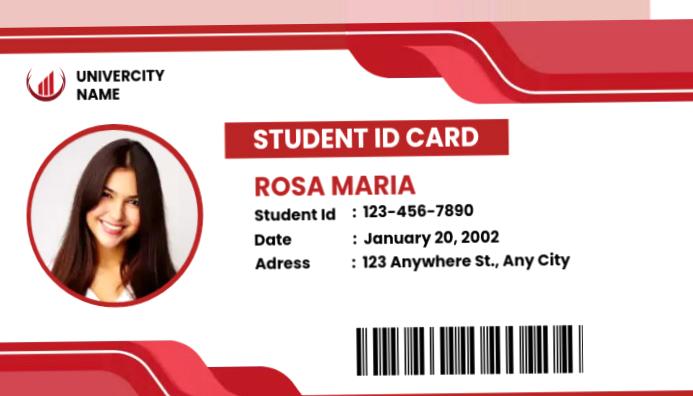 UNIVERCITY
NAME
STUDENT ID CARD
ROSA MARIA
Student Id : 123-456-7890
Date : January 20, 2002
Adress : 123 Anywhere St., Any City